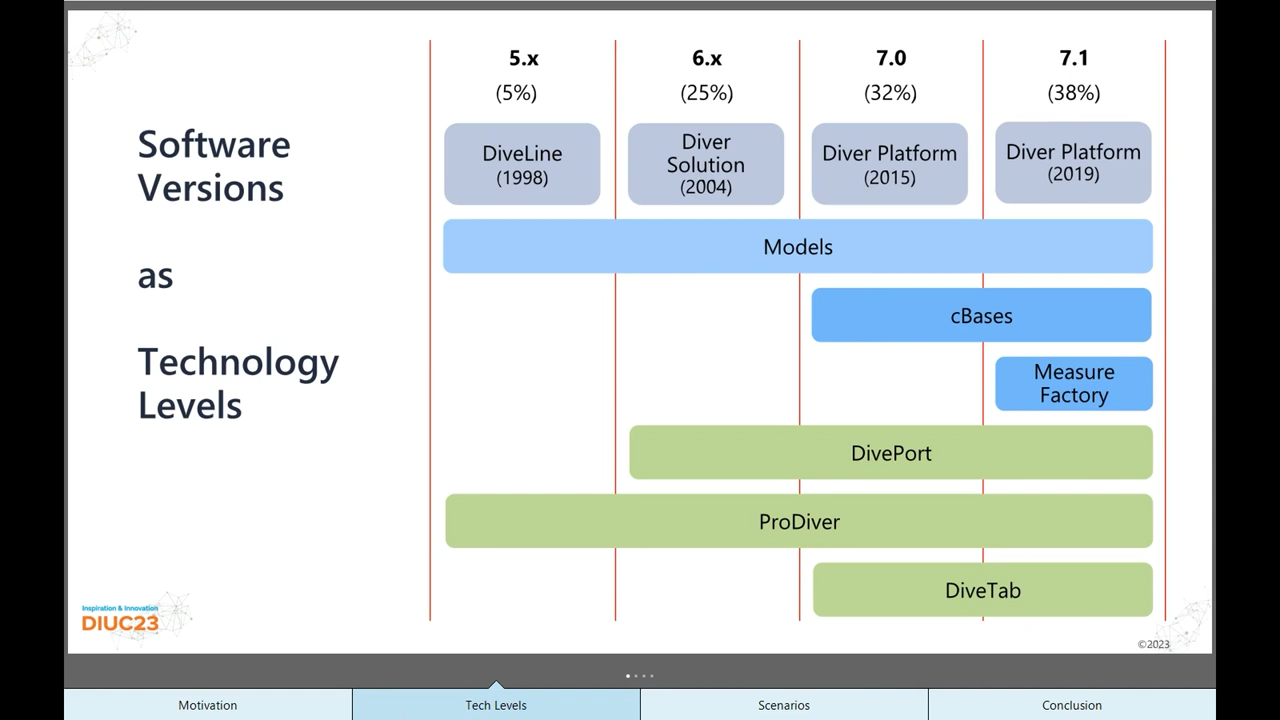 Software
Versions
as
Technology
Levels
5.x
(5%)
6.x
(25%)
7.0
(32%)
7.1
(38%)
DiveLine
(1998)
Diver
Solution
(2004)
Diver Platform
(2015)
Diver Platform
(2019)
Models
cBases
Measure
Factory
DivePort
ProDiver
DiveTab
Inspiration & Innovation
DIUC23
©2023
Motivation
Tech Levels
Scenarios
Conclusion